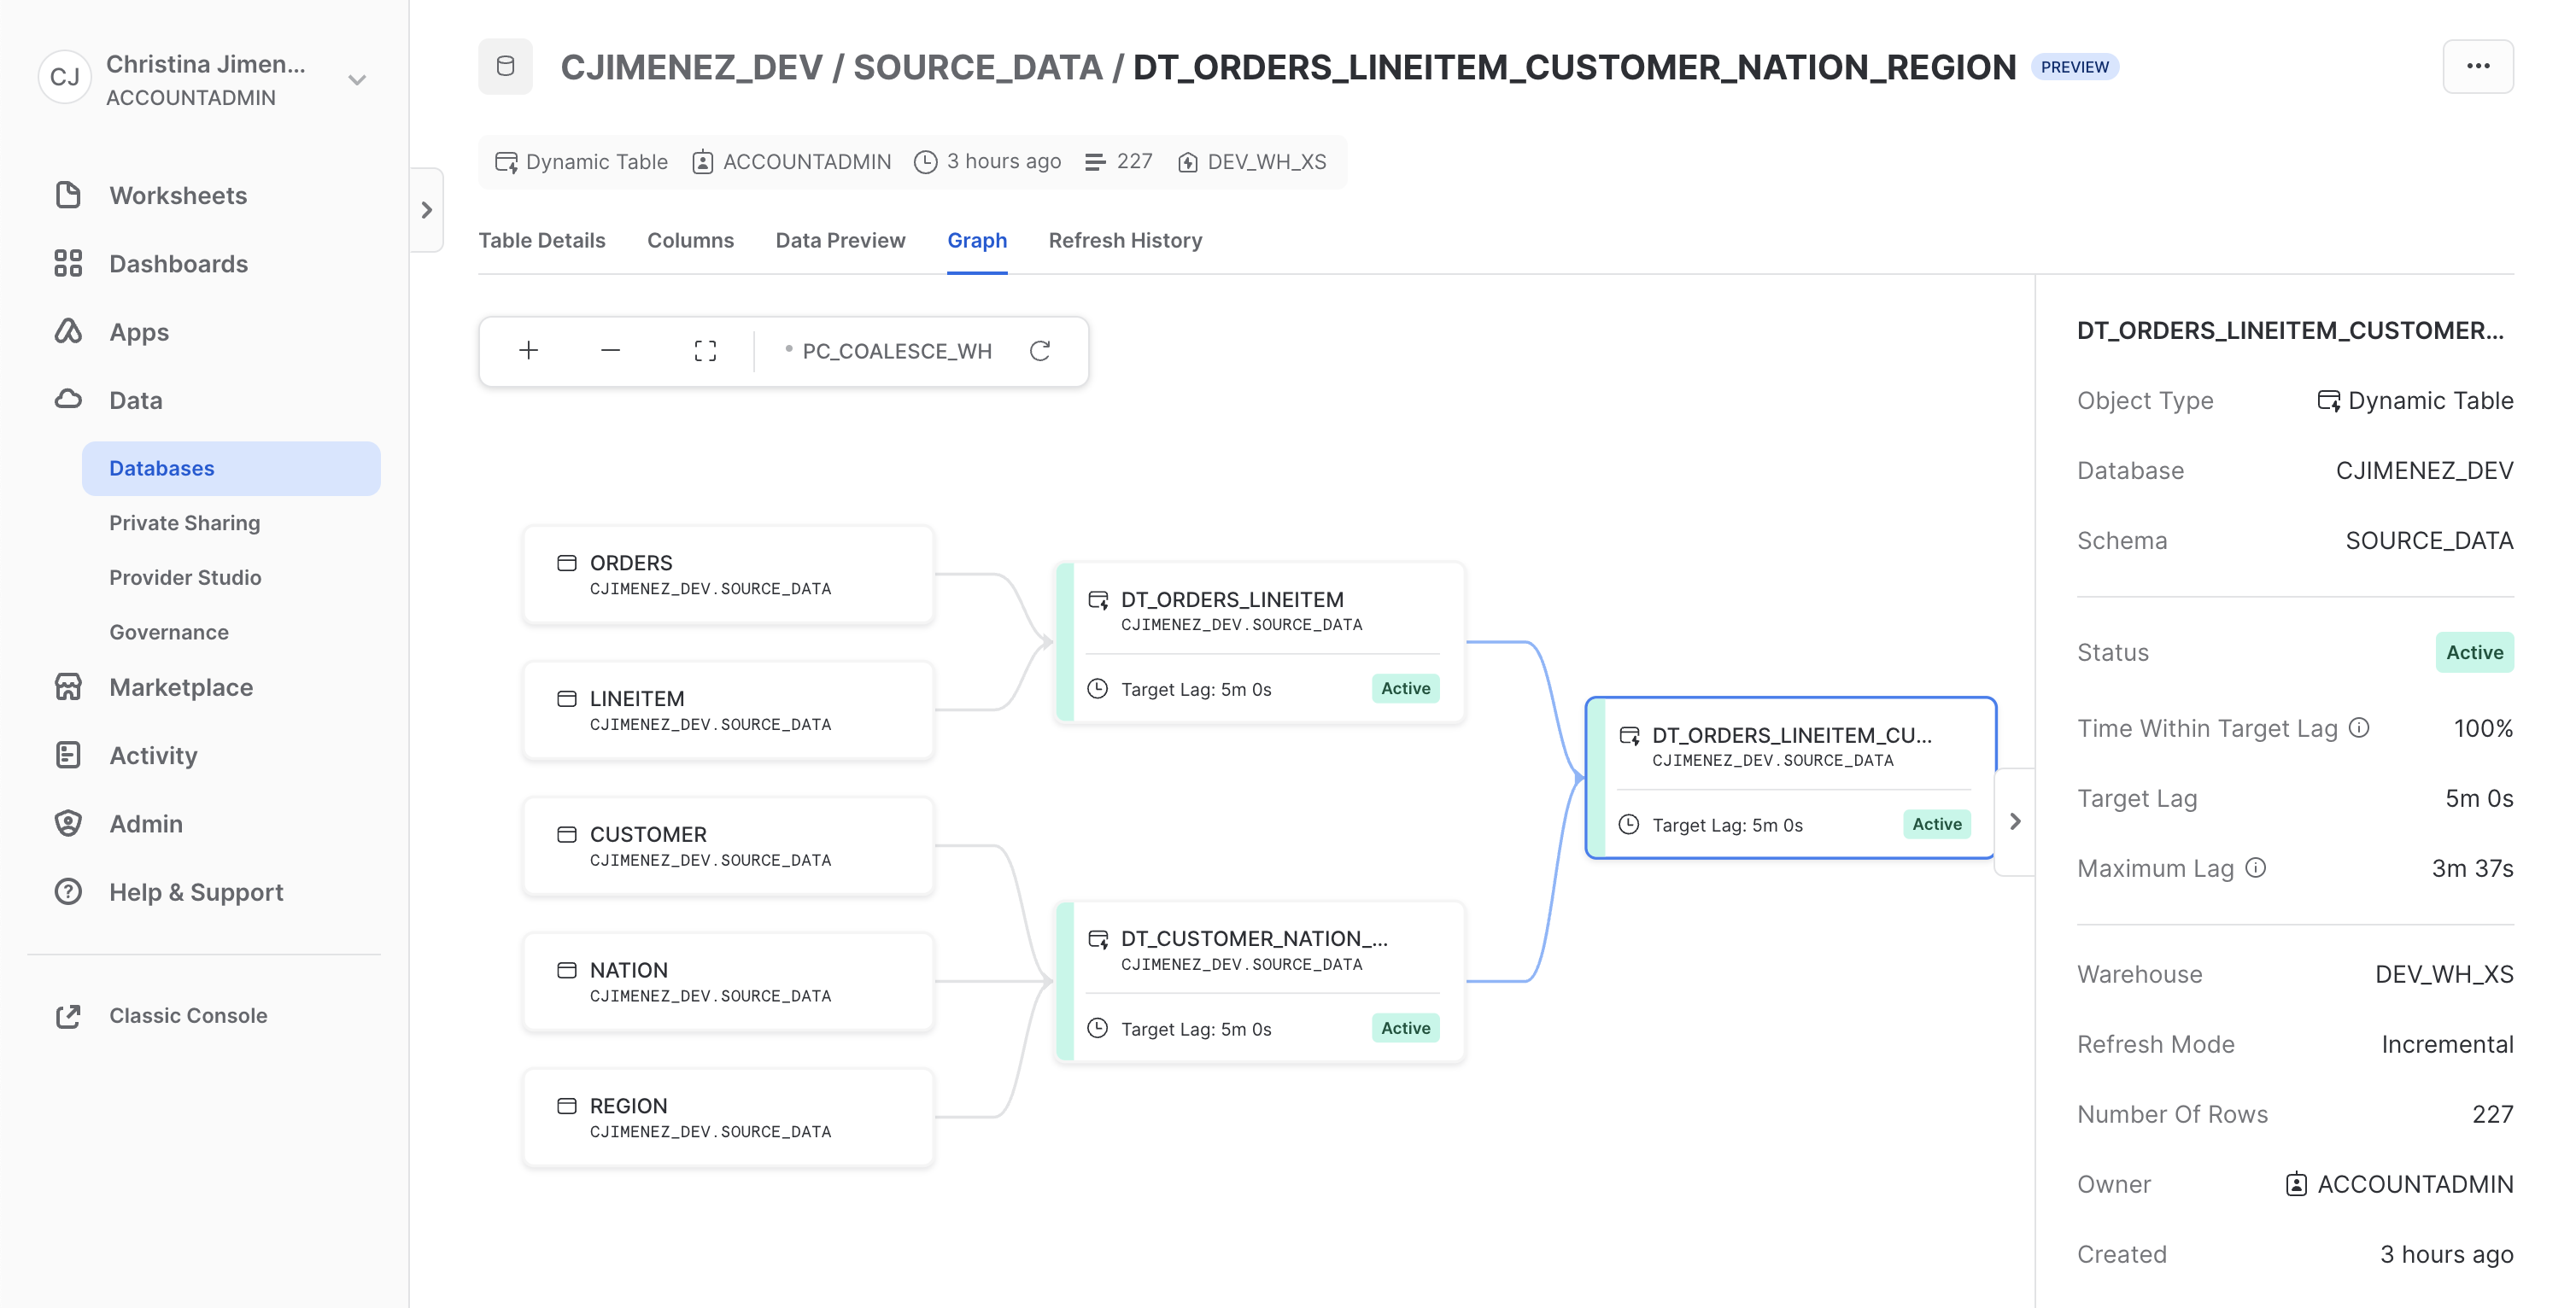 CJ
Christina Jimen...
ACCOUNTADMIN
Worksheets
Dashboards
Apps
Data
Databases
Private Sharing
Provider Studio
Governance
Marketplace
Activity
Admin
Help & Support
Classic Console
CJIMENEZ_DEV / SOURCE_DATA / DT_ORDERS_LINEITEM_CUSTOMER_NATION_REGION PREVIEW
Dynamic Table ACCOUNTADMIN 3 hours ago 227 DEV_WH_XS
Table Details Columns Data Preview Graph Refresh History
PC_COALESCE_WH
ORDERS
CJIMENEZ_DEV.SOURCE_DATA
LINEITEM
CJIMENEZ_DEV.SOURCE_DATA
CUSTOMER
CJIMENEZ_DEV.SOURCE_DATA
NATION
CJIMENEZ_DEV.SOURCE_DATA
REGION
CJIMENEZ_DEV.SOURCE_DATA
DT_ORDERS_LINEITEM
CJIMENEZ_DEV.SOURCE_DATA
Target Lag: 5m 0s Active
DT_CUSTOMER_NATION_...
CJIMENEZ_DEV.SOURCE_DATA
Target Lag: 5m 0s Active
DT_ORDERS_LINEITEM_CU...
CJIMENEZ_DEV.SOURCE_DATA
Target Lag: 5m 0s Active
DT_ORDERS_LINEITEM_CUSTOMER...
Object Type Dynamic Table
Database CJIMENEZ_DEV
Schema SOURCE_DATA
Status Active
Time Within Target Lag 100%
Target Lag 5m 0s
Maximum Lag 3m 37s
Warehouse DEV_WH_XS
Refresh Mode Incremental
Number Of Rows 227
Owner ACCOUNTADMIN
Created 3 hours ago